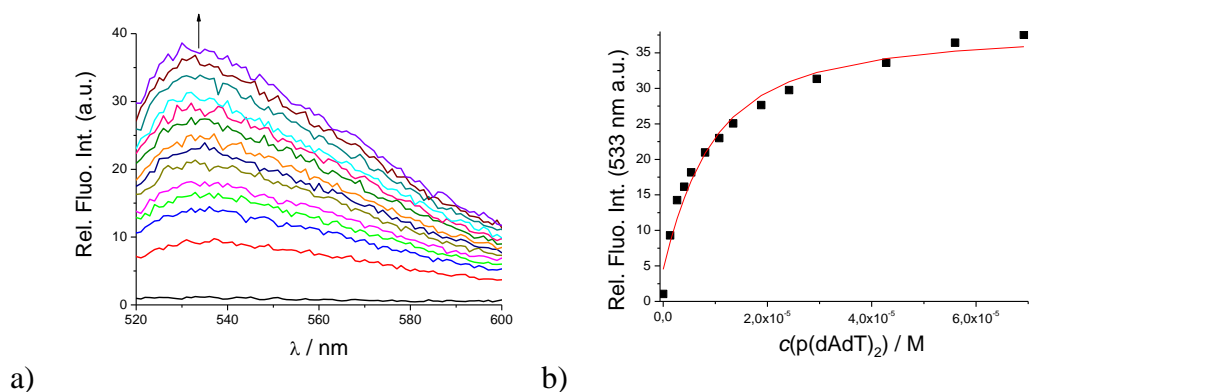 Rel. Fluo. Int. (a.u.)
40
30
20
10
0
520
540
560
580
600
λ / nm
a)
Rel. Fluo. Int. (533 nm a.u.)
35
30
25
20
15
10
5
0
0,0
2,0x10⁻⁵
4,0x10⁻⁵
6,0x10⁻⁵
c(p(dAdT)₂) / M
b)